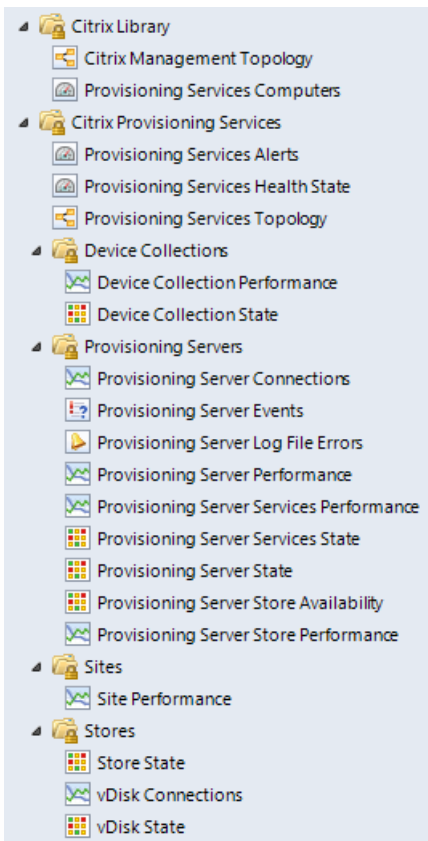 Citrix Library
Citrix Management Topology
Provisioning Services Computers
Citrix Provisioning Services
Provisioning Services Alerts
Provisioning Services Health State
Provisioning Services Topology
Device Collections
Device Collection Performance
Device Collection State
Provisioning Servers
Provisioning Server Connections
Provisioning Server Events
Provisioning Server Log File Errors
Provisioning Server Performance
Provisioning Server Services Performance
Provisioning Server Services State
Provisioning Server State
Provisioning Server Store Availability
Provisioning Server Store Performance
Sites
Site Performance
Stores
Store State
vDisk Connections
vDisk State